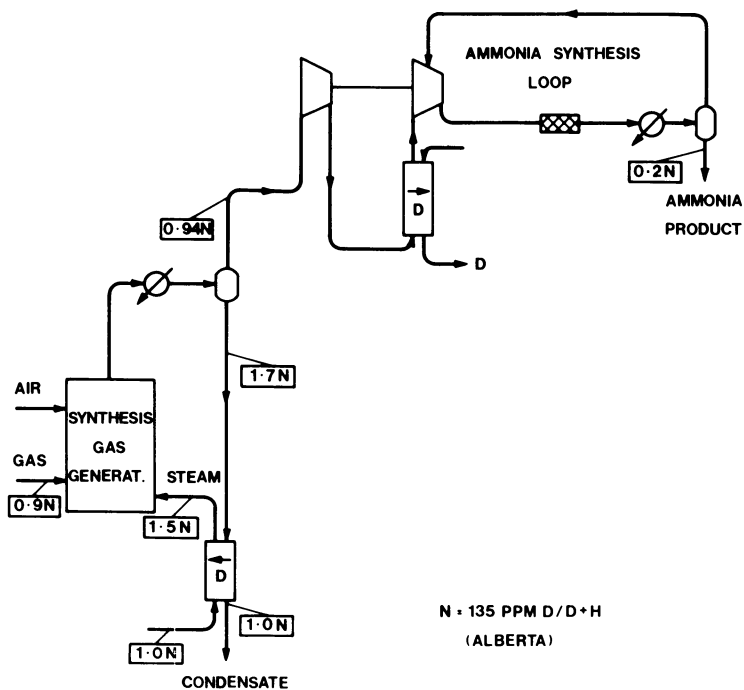 AMMONIA SYNTHESIS
LOOP
0.2N
AMMONIA
PRODUCT
D
0.94N
D
1.7N
AIR
SYNTHESIS
GAS
GENERAT.
GAS
0.9N
STEAM
1.5N
D
1.0N
1.0N
CONDENSATE
N = 135 PPM D/D+H
(ALBERTA)